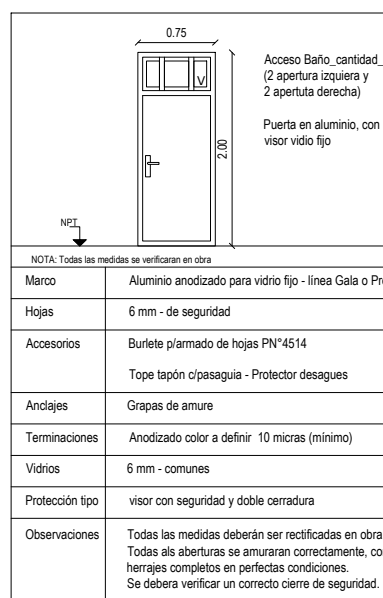 0.75
Acceso Baño_cantidad_
(2 apertura izquiera y
2 apertuta derecha)
Puerta en aluminio, con
visor vidio fijo
V
2.00
NPT
NOTA: Todas las medidas se verificaran en obra
Marco Aluminio anodizado para vidrio fijo - línea Gala o
Hojas 6 mm - de seguridad
Accesorios Burlete p/armado de hojas PN°4514
Tope tapón c/pasaguia - Protector desagues
Anclajes Grapas de amure
Terminaciones Anodizado color a definir 10 micras (mínimo)
Vidrios 6 mm - comunes
Protección tipo visor con seguridad y doble cerradura
Observaciones Todas las medidas deberán ser rectificadas en obra
Todas als aberturas se amuraran correctamente,
herrajes completos en perfectas condiciones.
Se debera verificar un correcto cierre de seguridad.